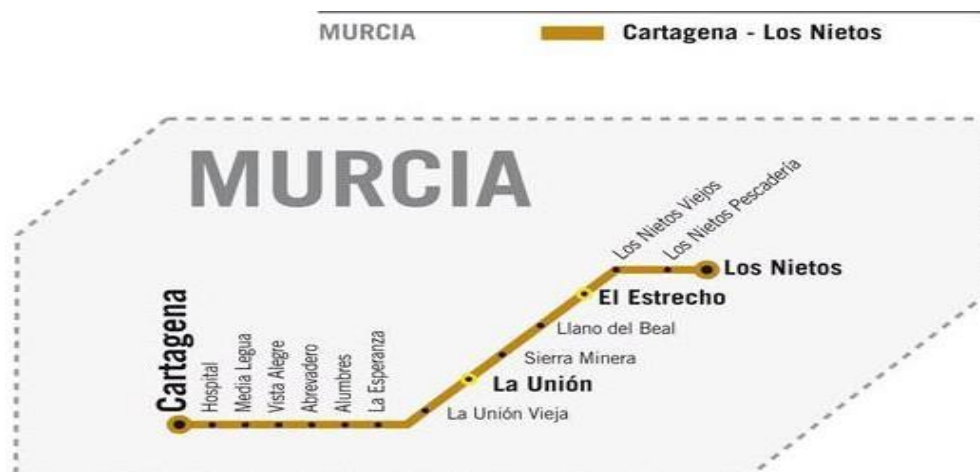 MURCIA Cartagena - Los Nietos
MURCIA
Cartagena
Hospital
Media Legua
Vista Alegre
Abrevadero
Alumbres
La Esperanza
La Unión Vieja
La Unión
Sierra Minera
Llano del Beal
El Estrecho
Los Nietos Viejos
Los Nietos Pescadería
Los Nietos